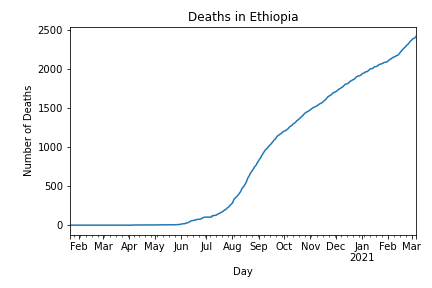 Deaths in Ethiopia
Number of Deaths
2500
2000
1500
1000
500
0
Feb Mar Apr May Jun Jul Aug Sep Oct Nov Dec Jan Feb Mar
2021
Day